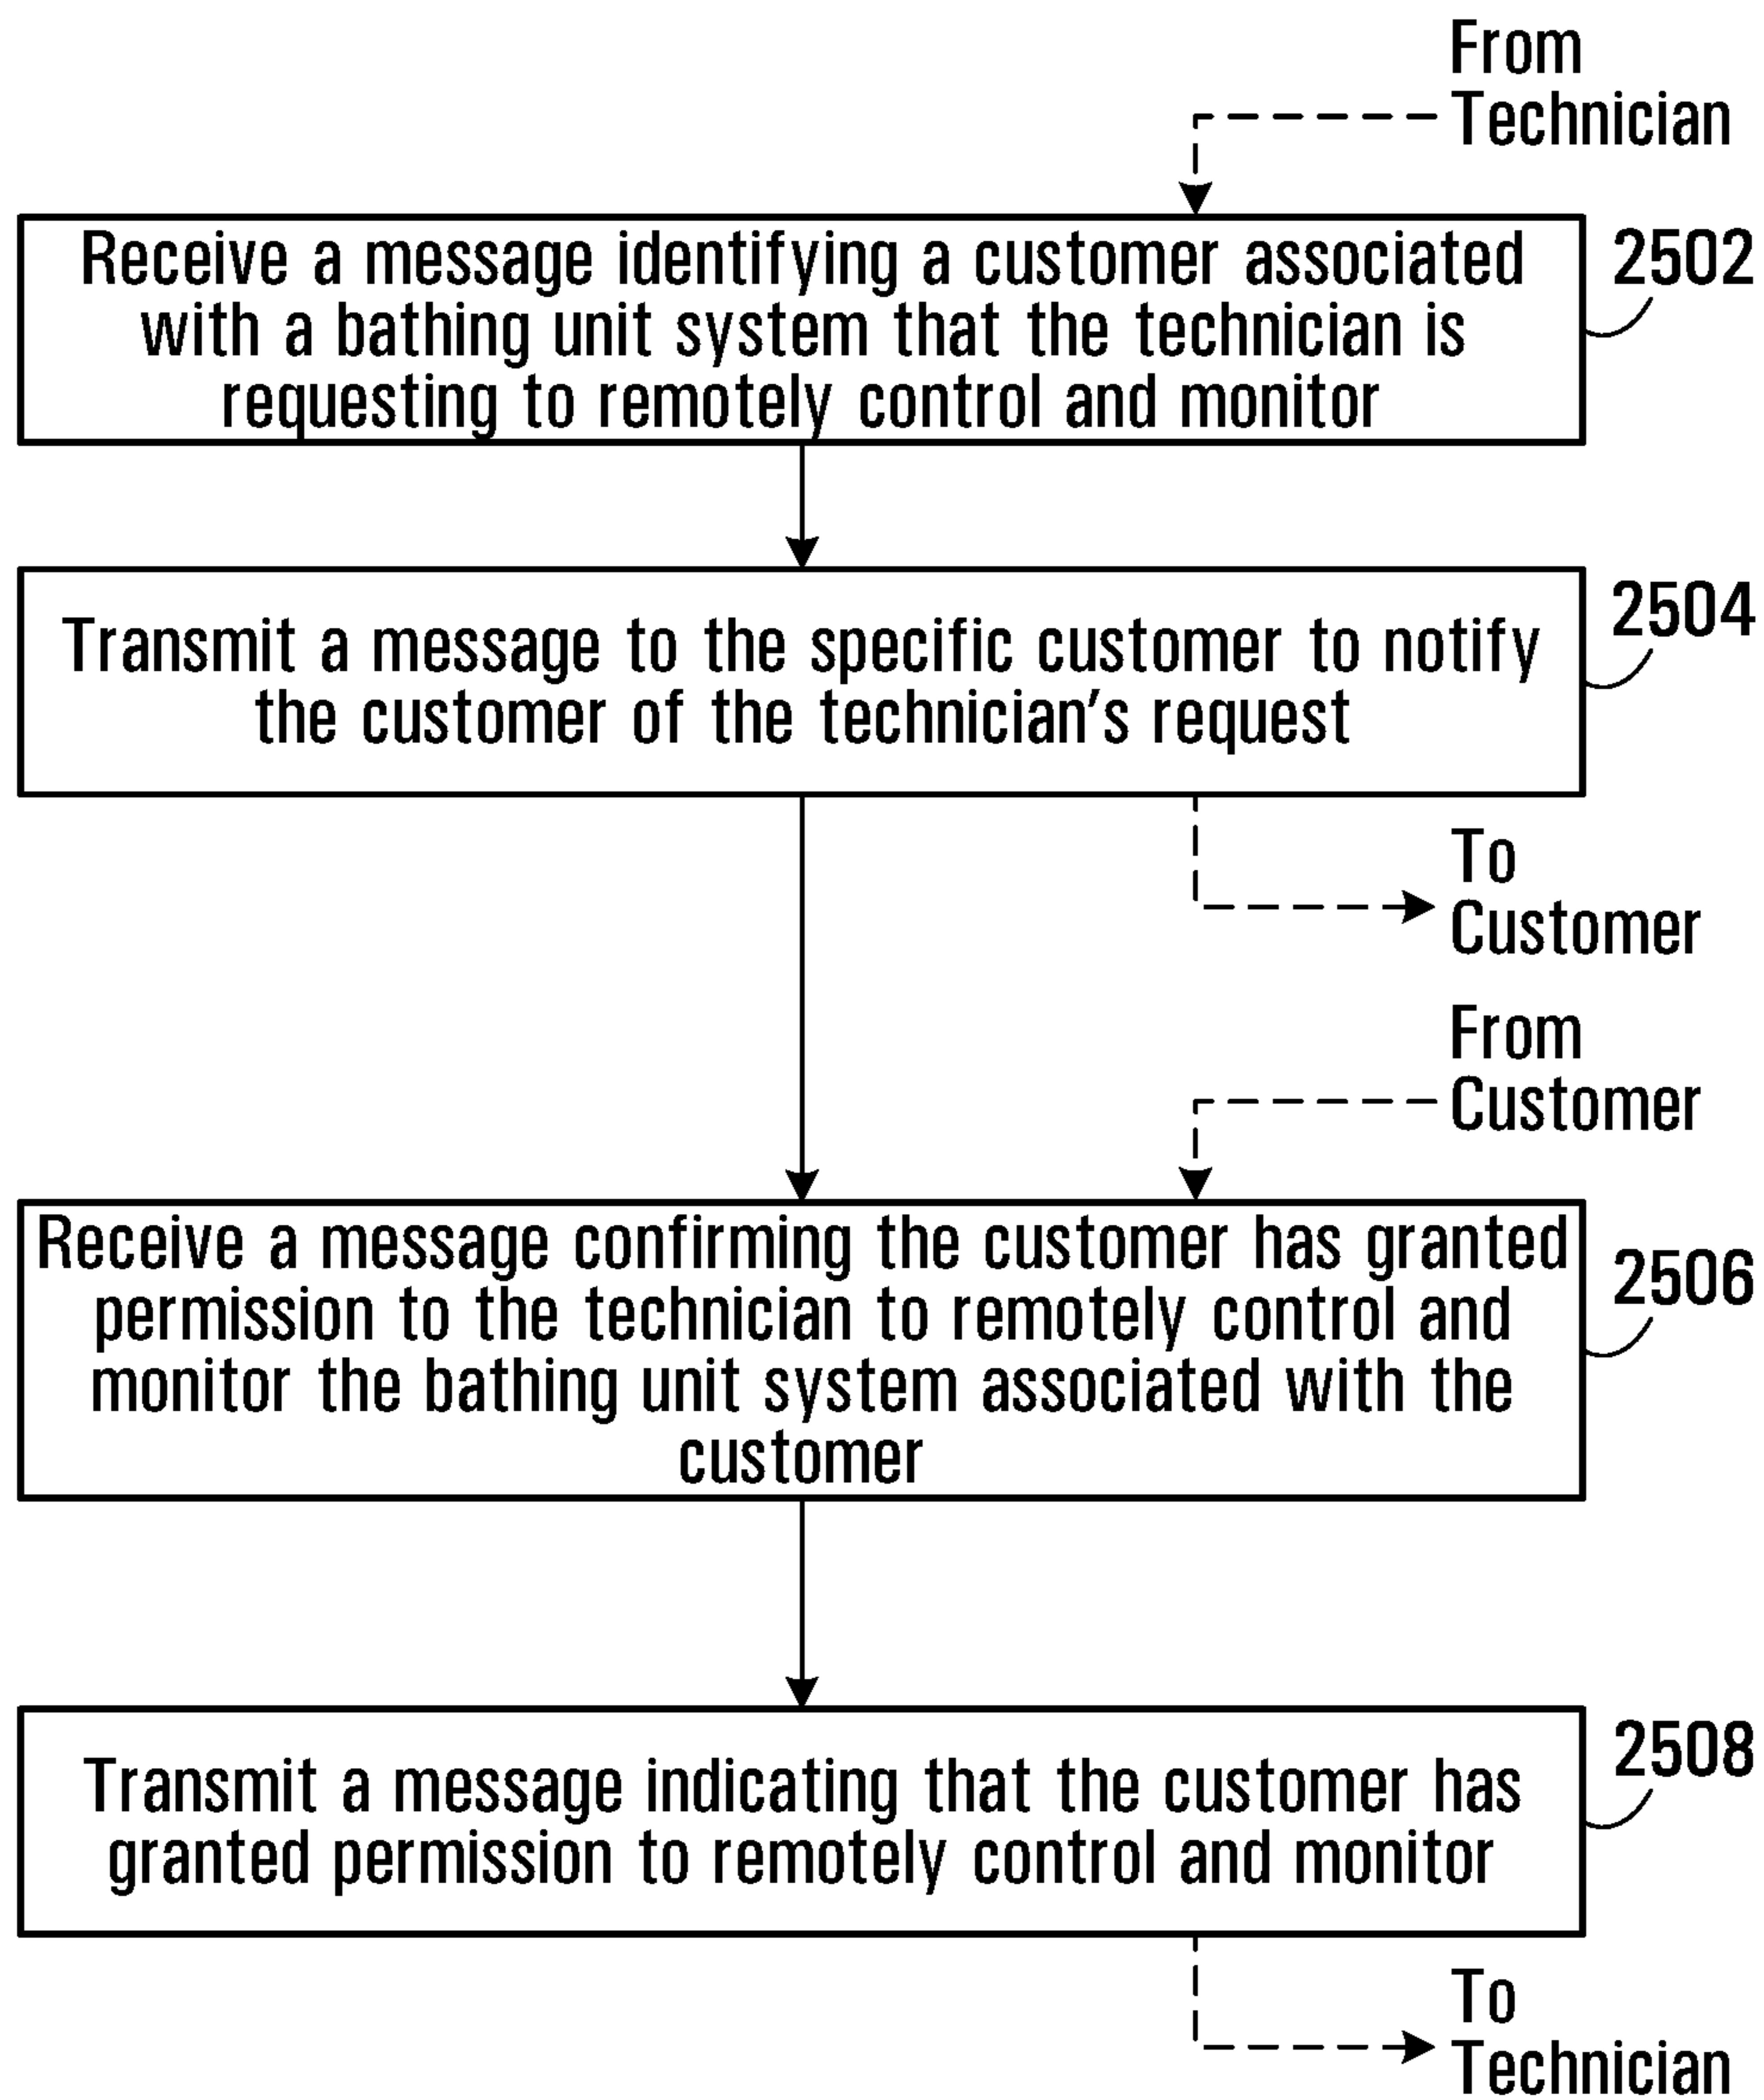 From
Technician
Receive a message identifying a customer associated
with a bathing unit system that the technician is
requesting to remotely control and monitor
2502
Transmit a message to the specific customer to notify
the customer of the technician's request
2504
To
Customer
From
Customer
Receive a message confirming the customer has granted
permission to the technician to remotely control and
monitor the bathing unit system associated with the
customer
2506
Transmit a message indicating that the customer has
granted permission to remotely control and monitor
2508
To
Technician